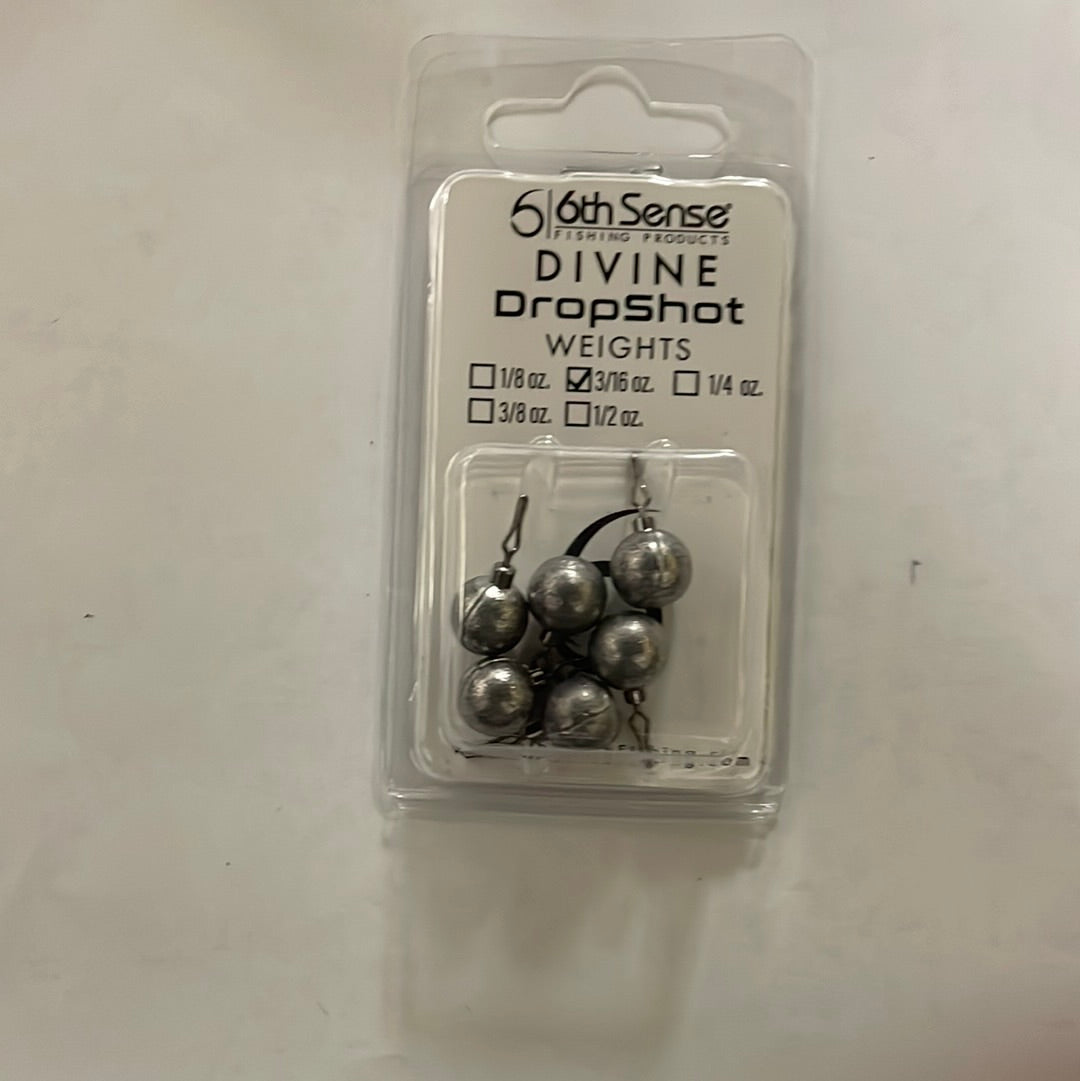 6th Sense®
FISHING PRODUCTS
DIVINE
DropShot
WEIGHTS
1/8 oz. 3/16 oz. 1/4 oz.
3/8 oz. 1/2 oz.